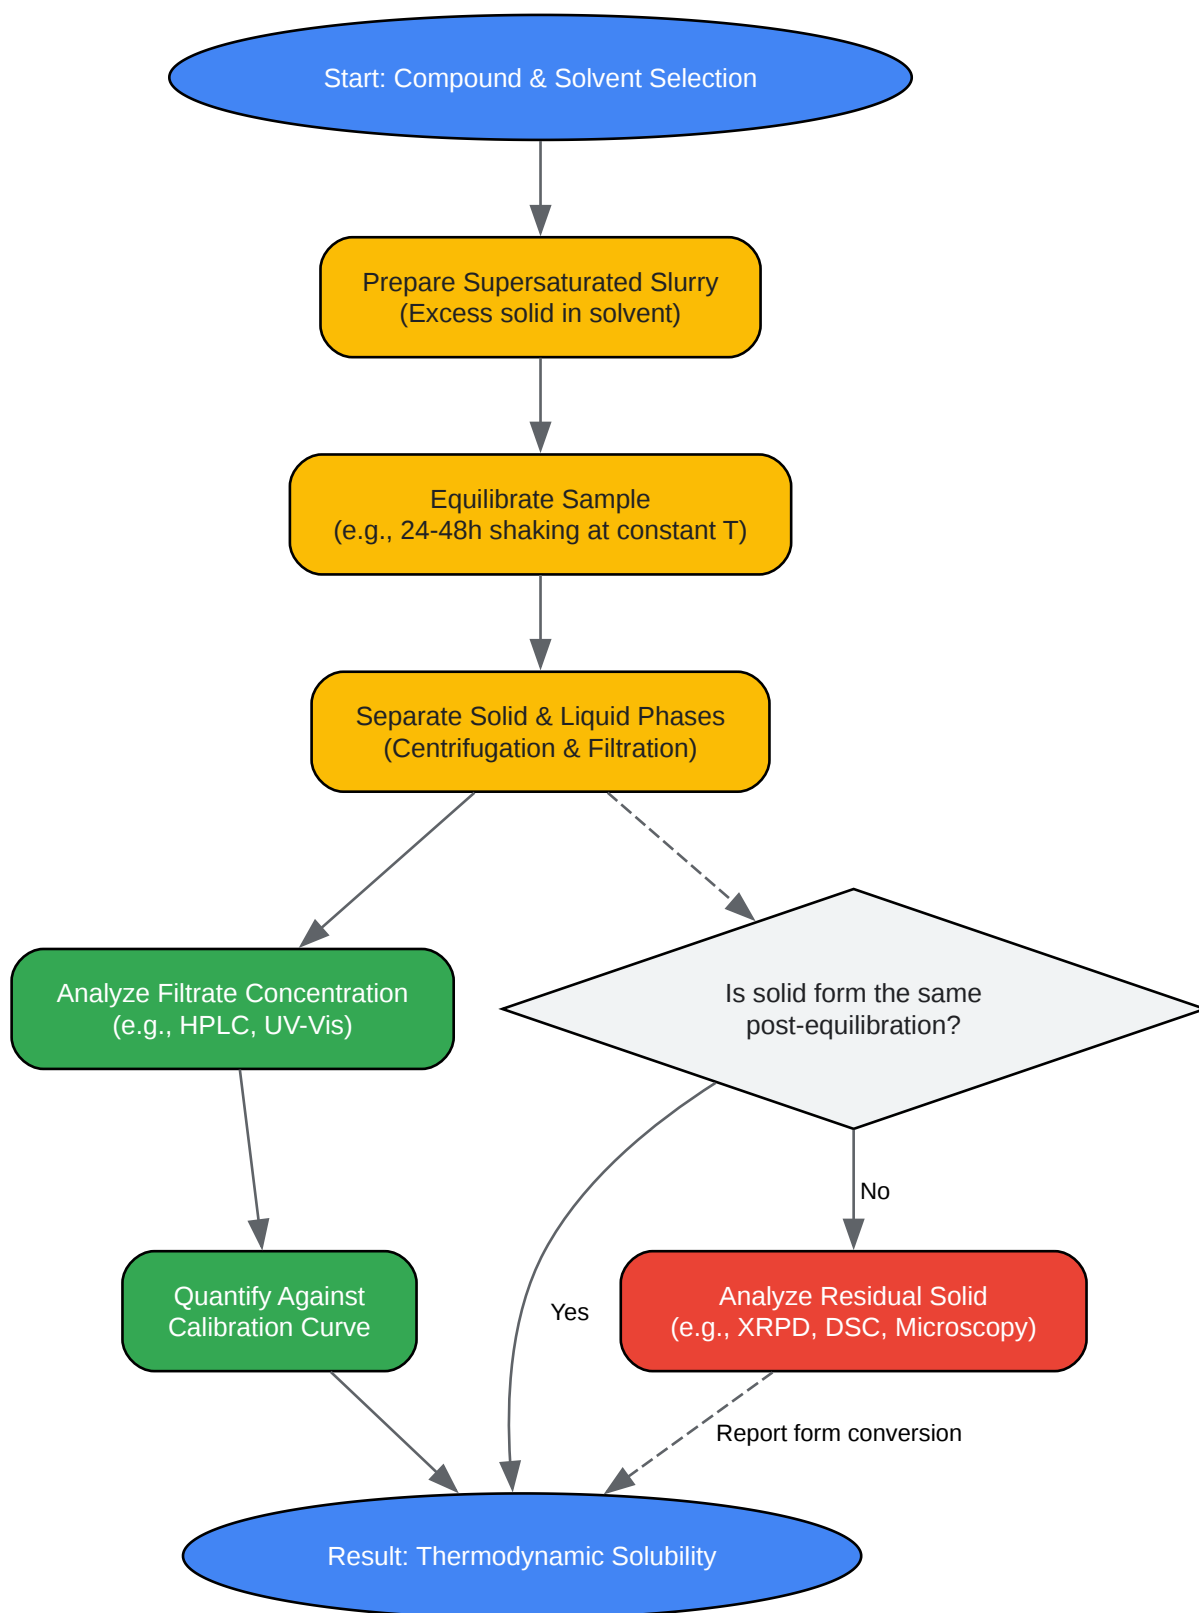 Start: Compound & Solvent Selection
Prepare Supersaturated Slurry
(Excess solid in solvent)
Equilibrate Sample
(e.g., 24-48h shaking at constant T)
Separate Solid & Liquid Phases
(Centrifugation & Filtration)
Analyze Filtrate Concentration
(e.g., HPLC, UV-Vis)
Is solid form the same
post-equilibration?
No
Quantify Against
Calibration Curve
Yes
Analyze Residual Solid
(e.g., XRPD, DSC, Microscopy)
Report form conversion
Result: Thermodynamic Solubility